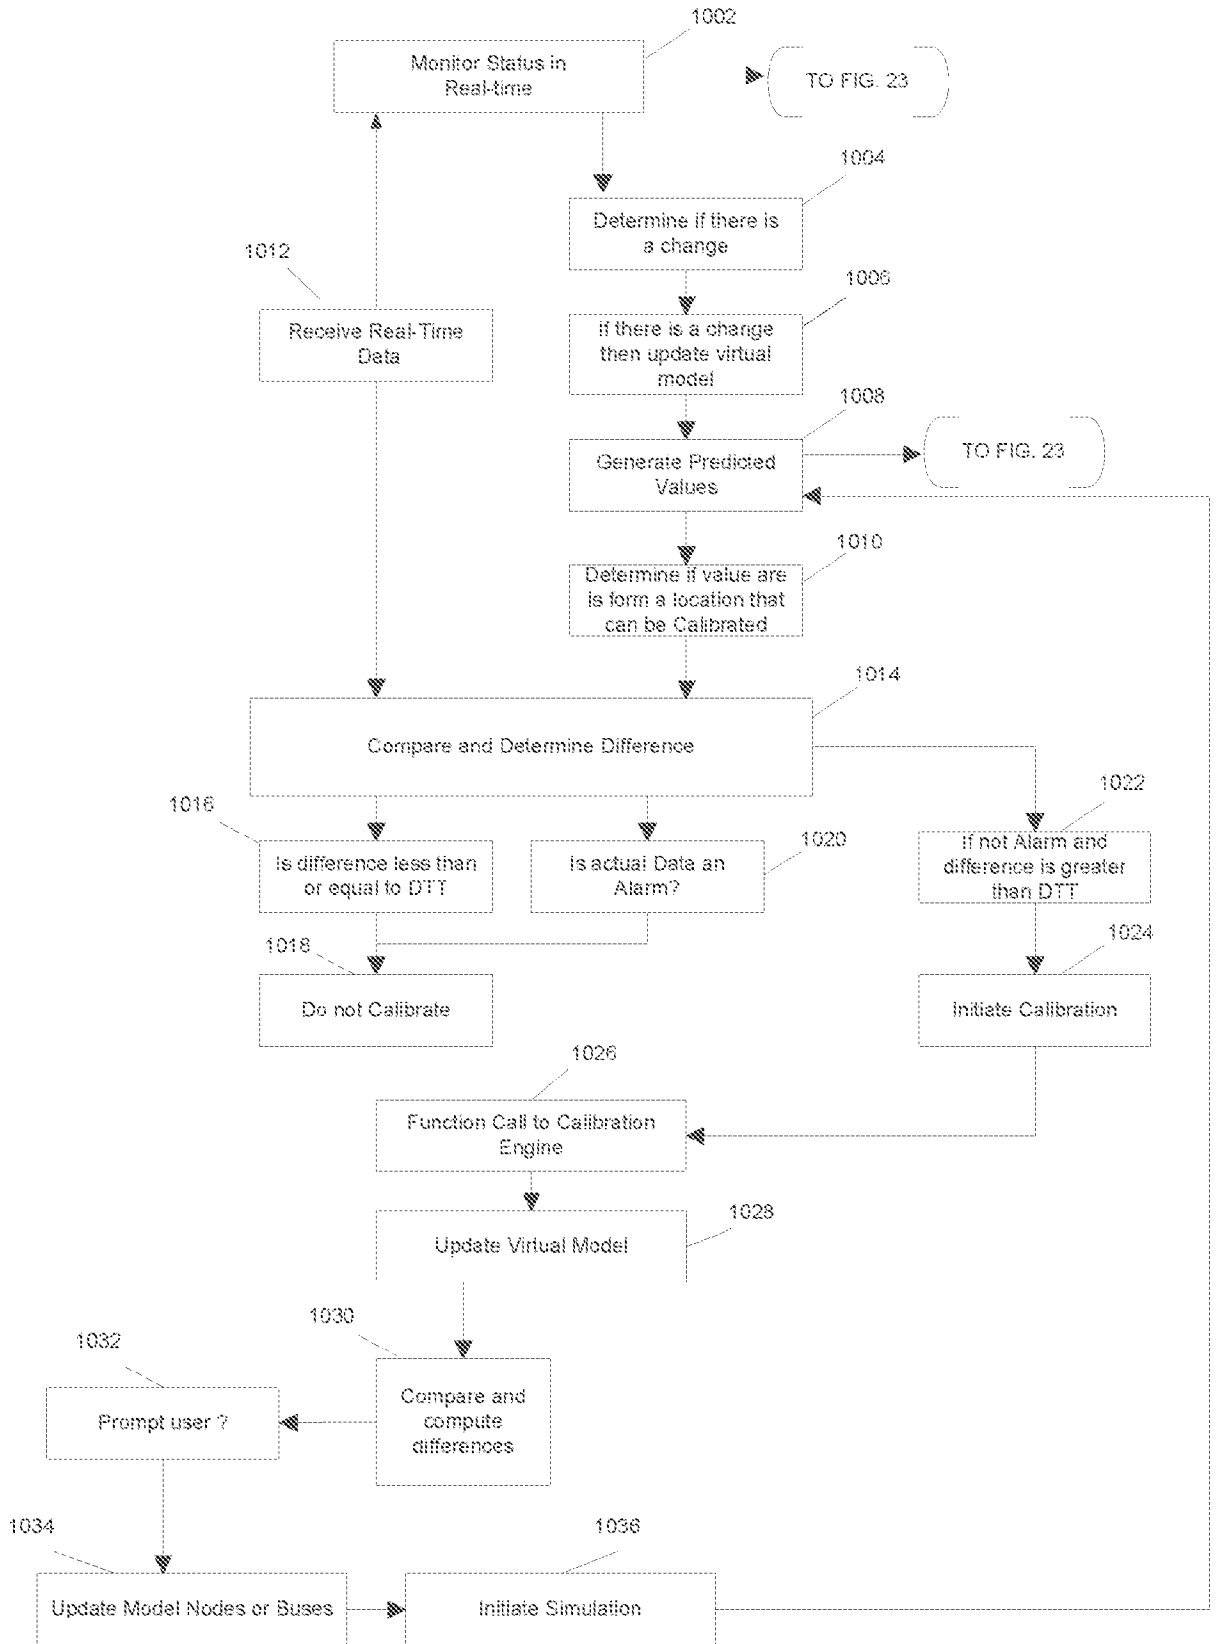 1002
Monitor Status in
Real-time
TO FIG. 23
1004
Determine if there is
a change
1012
1006
Receive Real-Time
Data
If there is a change
then update virtual
model
1008
Generate Predicted
Values
TO FIG. 23
1010
Determine if value are
is form a location that
can be Calibrated
1014
Compare and Determine Difference
1016
1020
1022
Is difference less than
or equal to DTT
Is actual Data an
Alarm?
If not Alarm and
difference is greater
than DTT
1018
1024
Do not Calibrate
Initiate Calibration
1026
Function Call to Calibration
Engine
1028
Update Virtual Model
1030
1032
Compare and
compute
differences
Prompt user ?
1034
1036
Update Model Nodes or Buses
Initiate Simulation